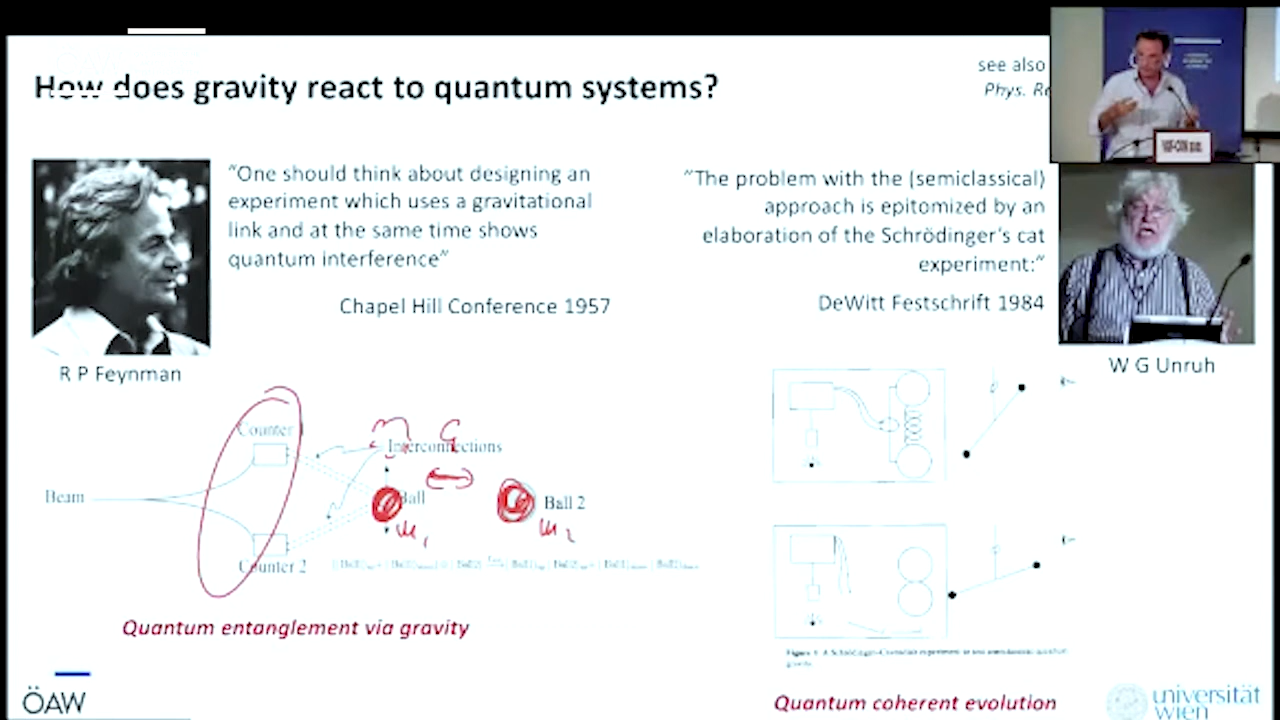 How does gravity react to quantum systems?
see also
Phys. Re
"One should think about designing an
experiment which uses a gravitational
link and at the same time shows
quantum interference"
Chapel Hill Conference 1957
R P Feynman
"The problem with the (semiclassical)
approach is epitomized by an
elaboration of the Schrödinger's cat
experiment:"
DeWitt Festschrift 1984
W G Unruh
Counter
Interconnections
G
Beam
Ball
Ball 2
m1
m2
Counter 2
Quantum entanglement via gravity
Quantum coherent evolution
ÖAW
universität
wien